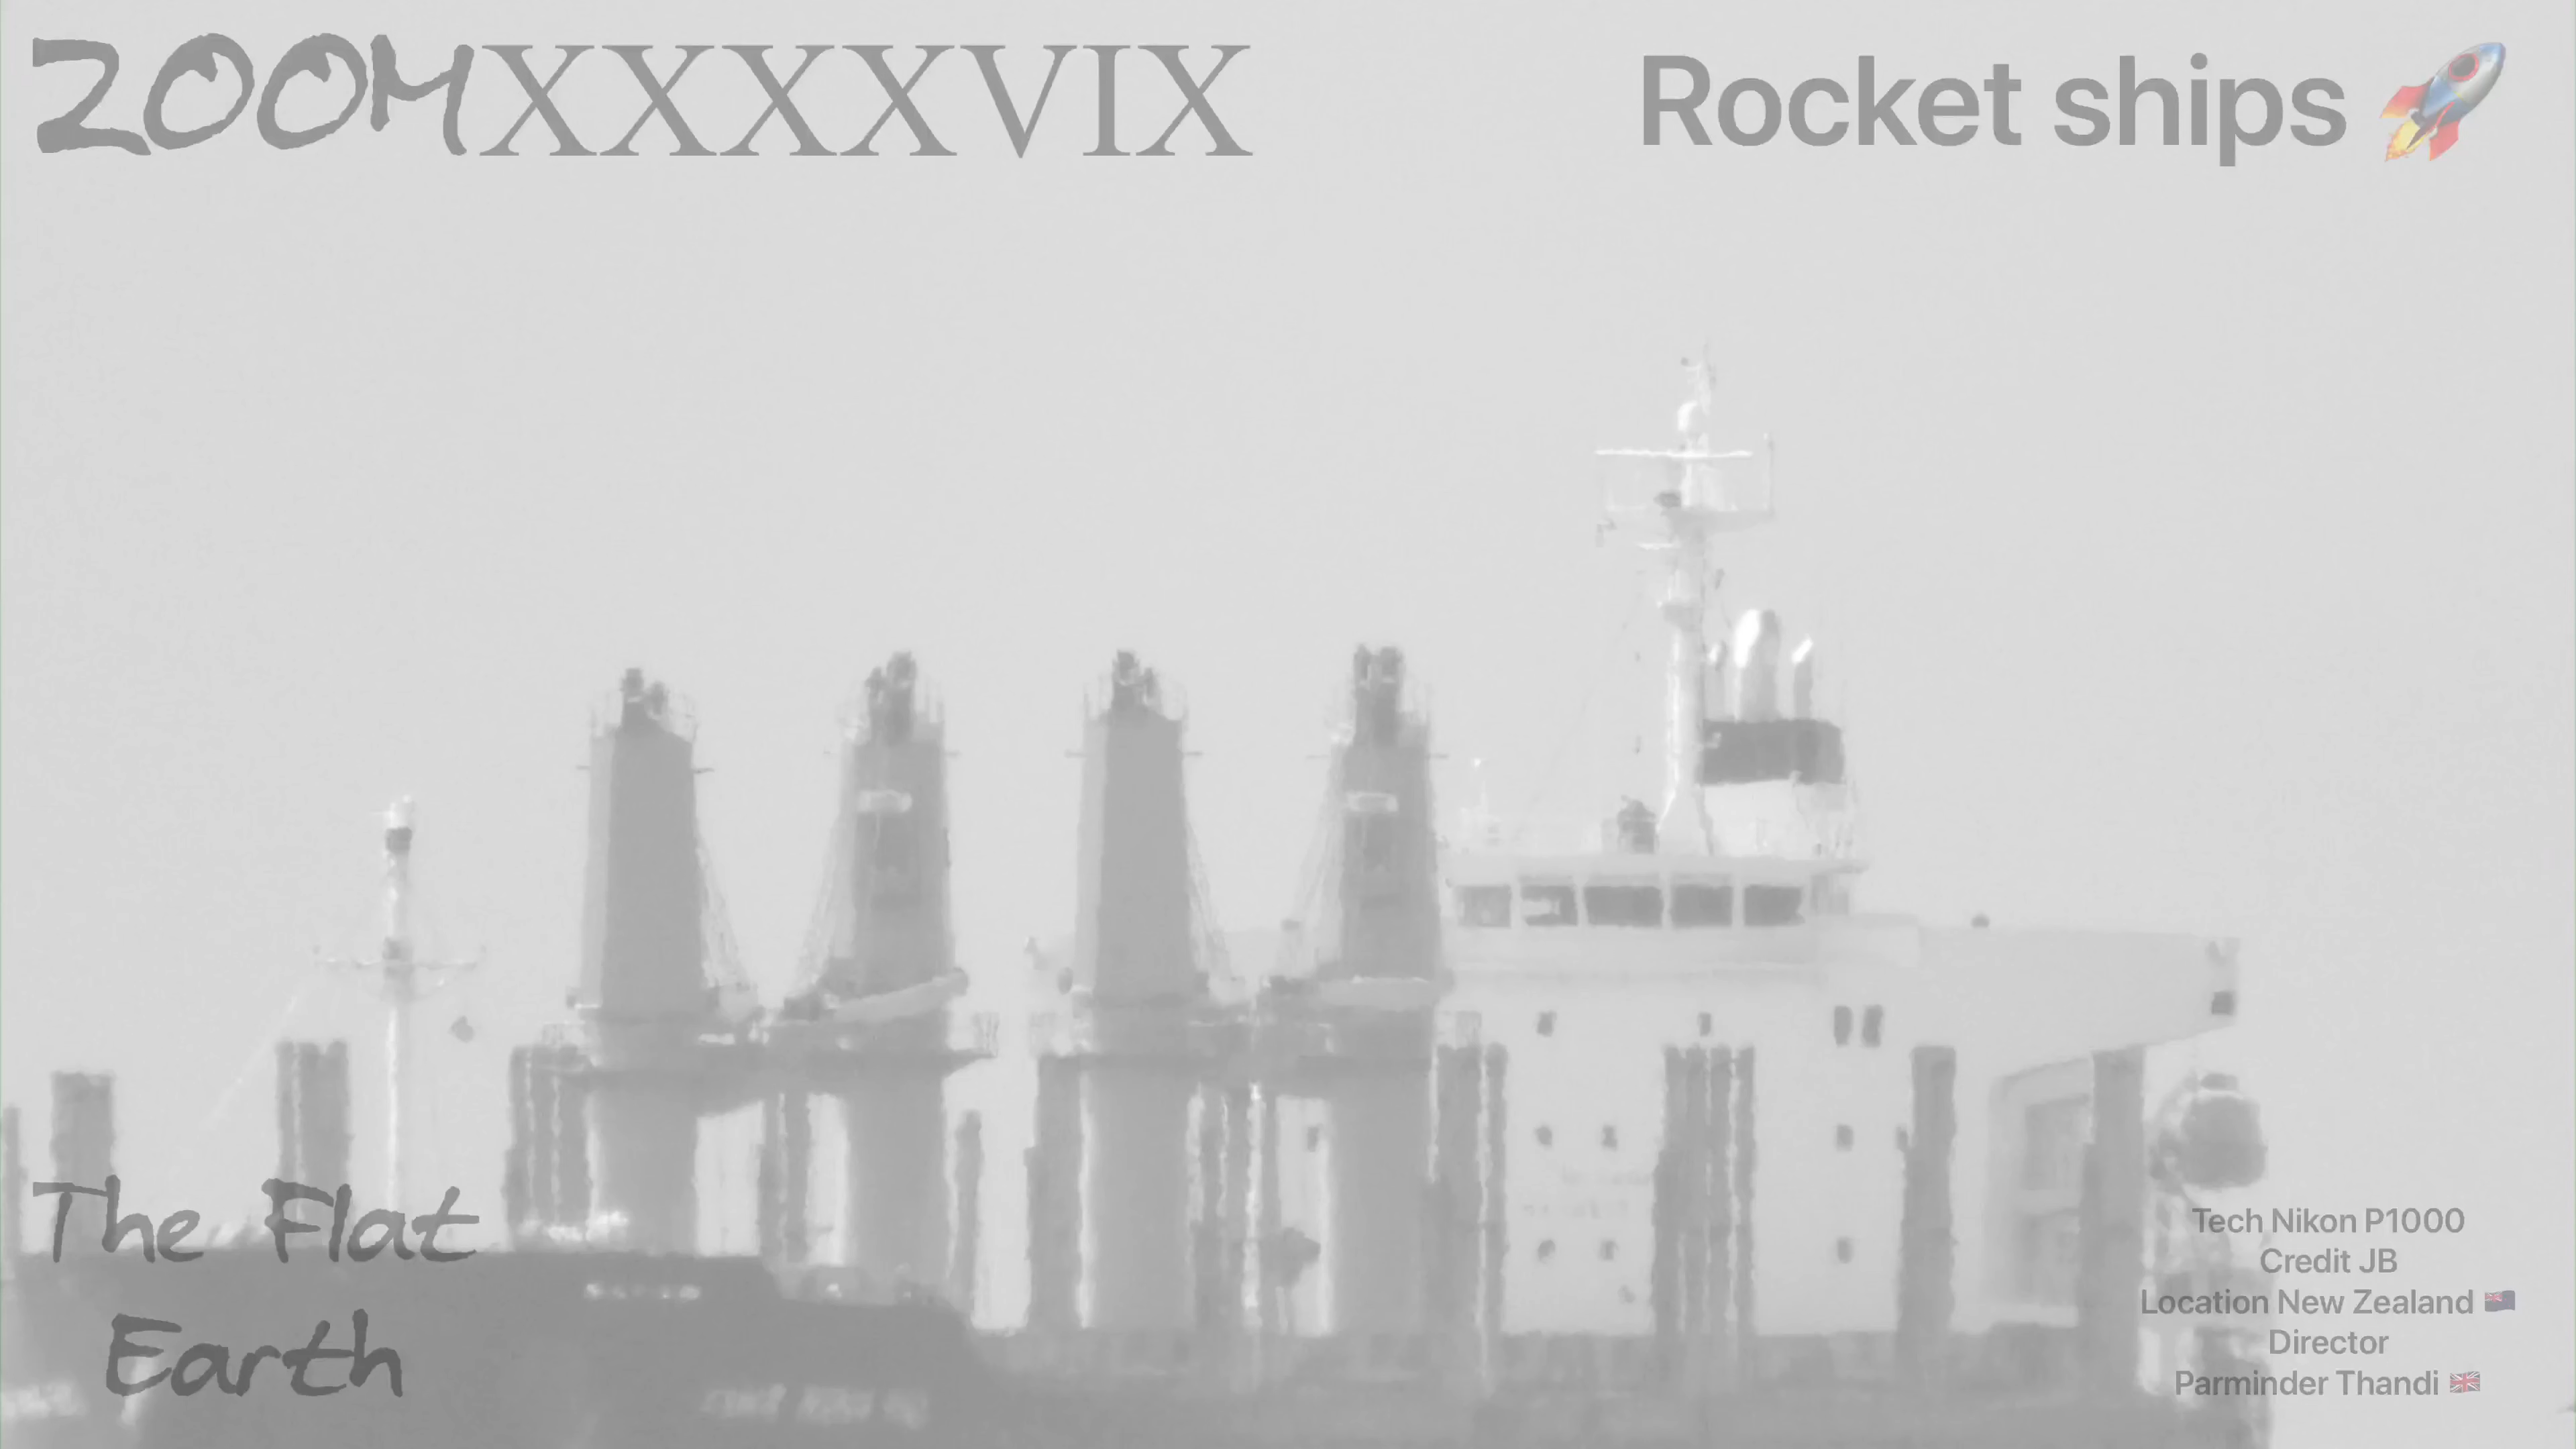 ZOOMXXXXVIX
Rocket ships 🚀
The Flat
Earth
Tech Nikon P1000
Credit JB
Location New Zealand 🇳🇿
Director
Parminder Thandi 🇬🇧